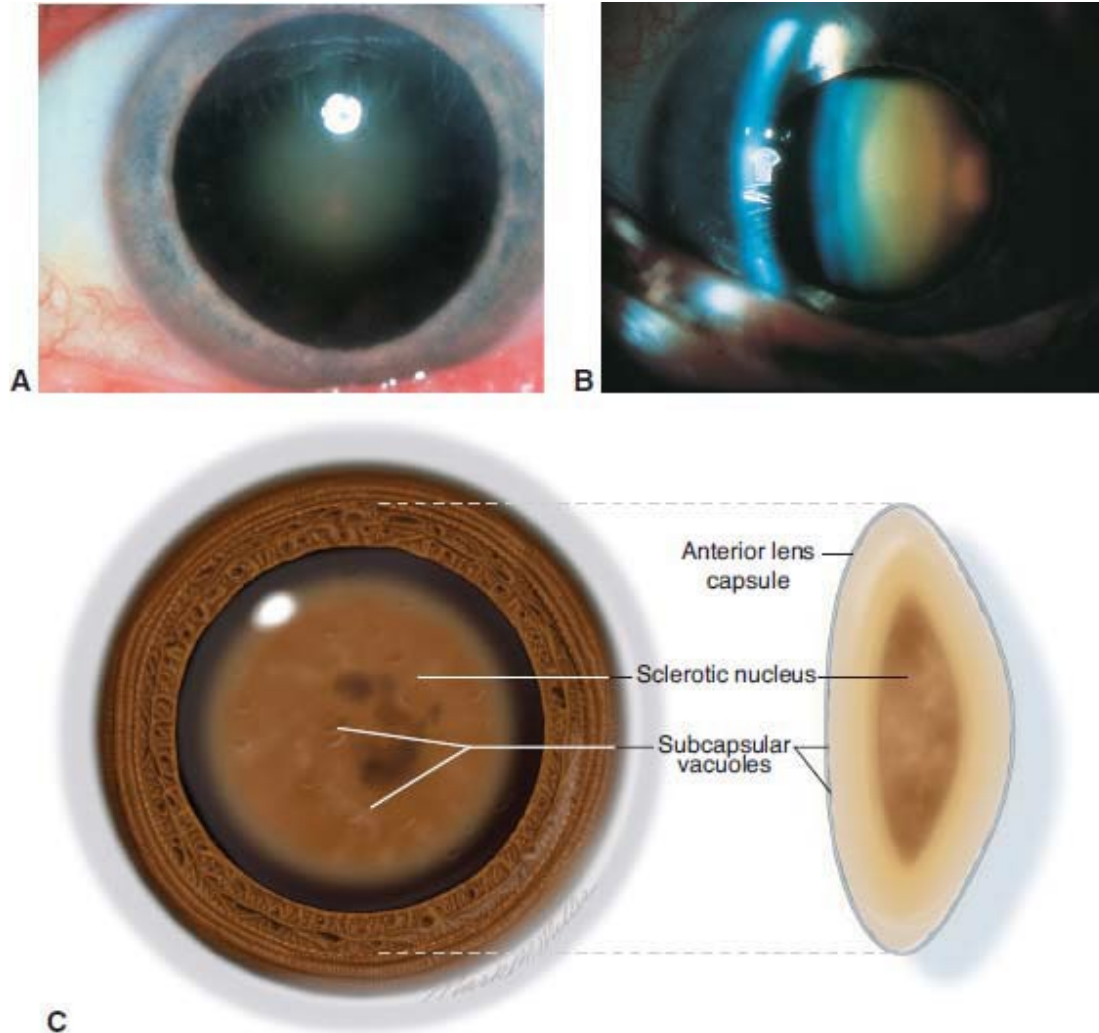 A
B
Anterior lens
capsule
Sclerotic nucleus
Subcapsular
vacuoles
C